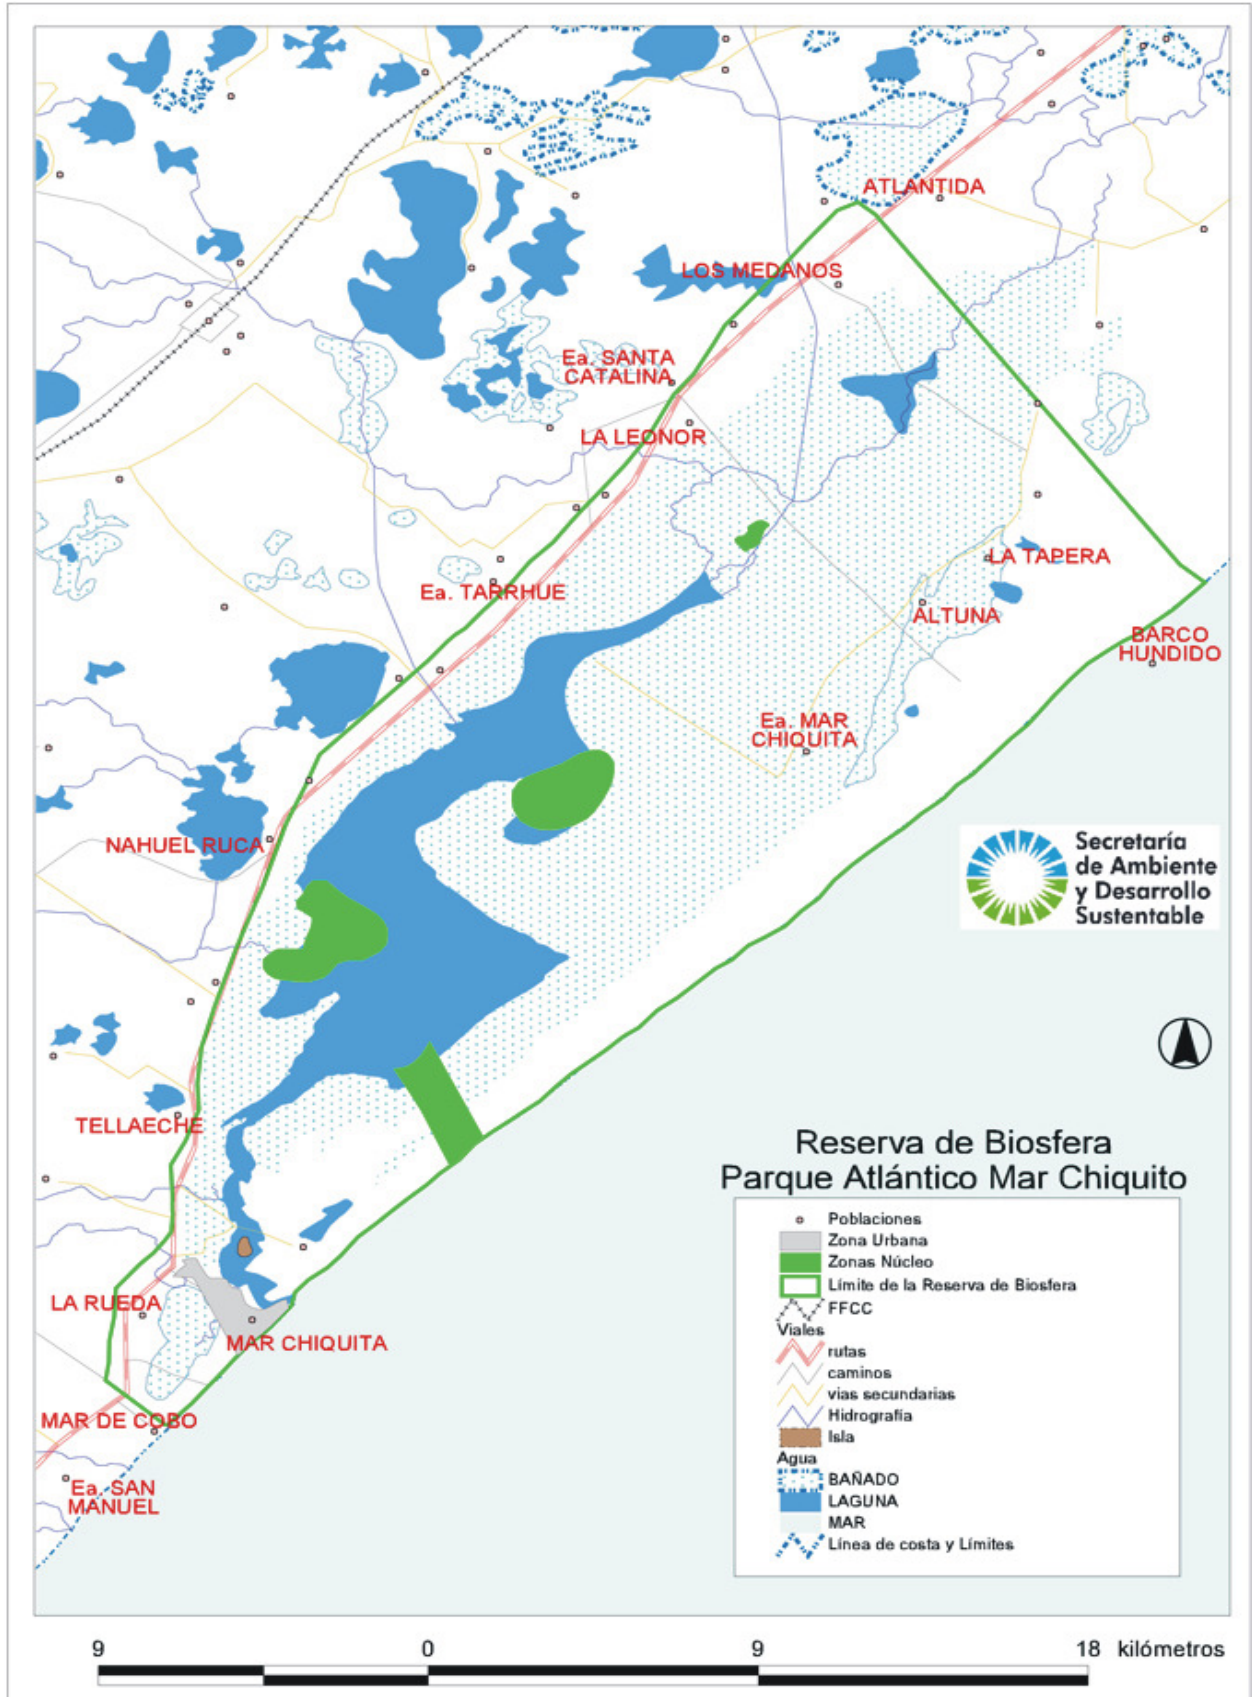 ATLANTIDA
LOS MEDANOS
Ea. SANTA
CATALINA
LA LEONOR
LA TAPERA
Ea. TARRHUE
ALTUNA
BARCO
HUNDIDO
Ea. MAR
CHIQUITA
NAHUEL RUCA
Secretaría
de Ambiente
y Desarrollo
Sustentable
TELLAECHE
Reserva de Biosfera
Parque Atlántico Mar Chiquito
Poblaciones
Zona Urbana
Zonas Núcleo
Límite de la Reserva de Biosfera
FFCC
Viales
rutas
caminos
vias secundarias
Hidrografía
Isla
Agua
BAÑADO
LAGUNA
MAR
Línea de costa y Límites
LA RUEDA
MAR CHIQUITA
MAR DE COBO
Ea. SAN
MANUEL
9 0 9 18 kilómetros